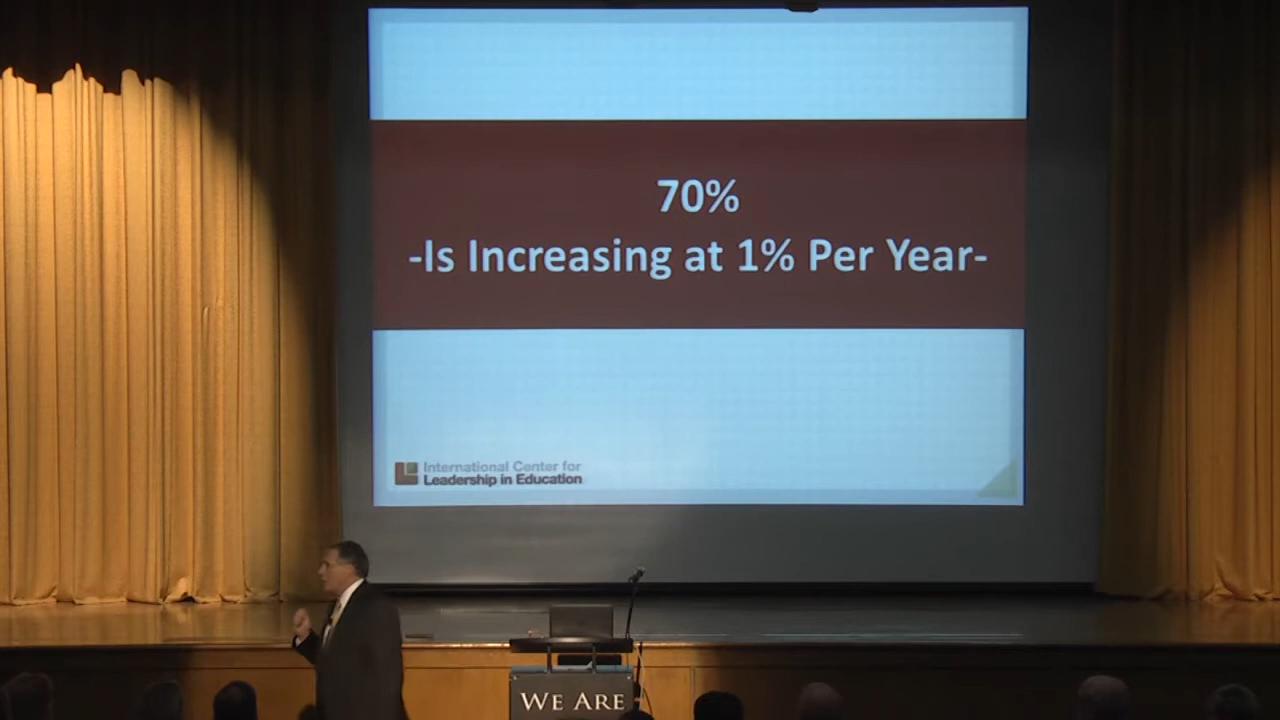 70%
-Is Increasing at 1% Per Year-
International Center for
Leadership in Education
WE ARE